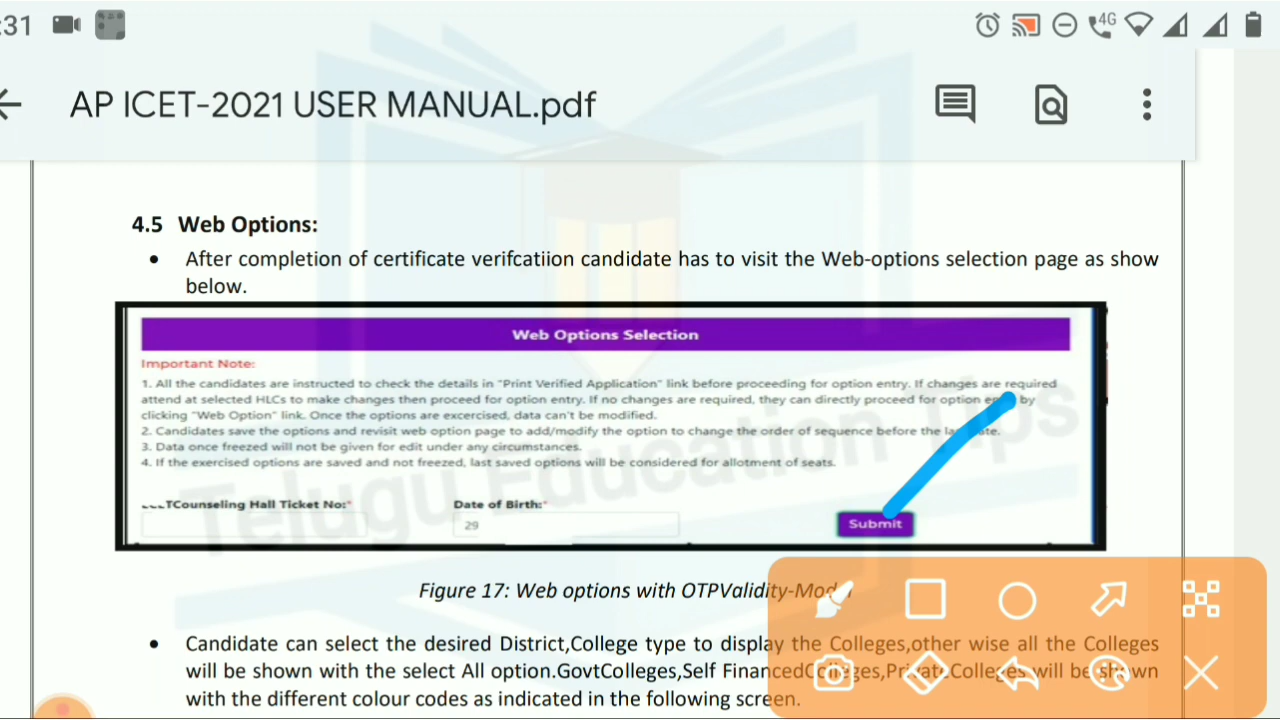 :31
4G
AP ICET-2021 USER MANUAL.pdf
4.5 Web Options:
• After completion of certificate verifcatiion candidate has to visit the Web-options selection page as show
below.
Web Options Selection
Important Note:
1. All the candidates are instructed to check the details in "Print Verified Application" link before proceeding for option entry. If changes are required
attend at selected HLCs to make changes then proceed for option entry. If no changes are required, they can directly proceed for option by
clicking "Web Option" link. Once the options are excercised, data can't be modified.
2. Candidates save the options and revisit web option page to add/modify the option to change the order of sequence before the
3. Data once freezed will not be given for edit under any circumstances.
4. If the exercised options are saved and not freezed, last saved options will be considered for allotment of seats.
TCounseling Hall Ticket No:* Date of Birth:*
29 Submit
Telugu Education Tips
Figure 17: Web options with OTPValidity-Mod
• Candidate can select the desired District,College type to display the Colleges,other wise all the Colleges
will be shown with the select All option.GovtColleges,Self FinancedColleges,PrivateColleges will be shown
with the different colour codes as indicated in the following screen.